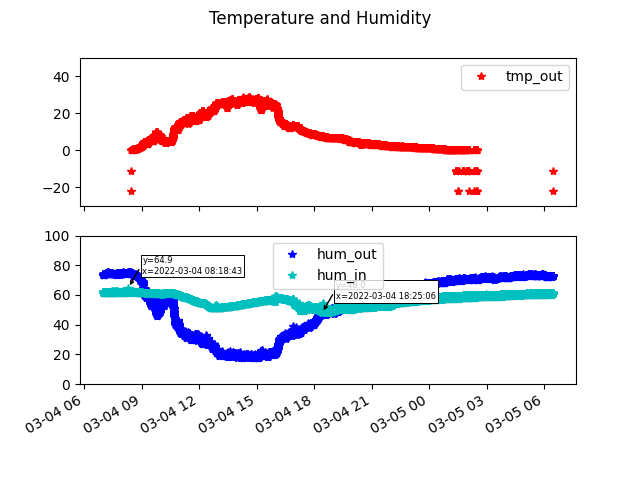 Temperature and Humidity
40
20
0
−20
tmp_out
100
80
60
40
20
0
hum_out
hum_in
y=64.9
x=2022-03-04 08:18:43
x=2022-03-04 18:25:06
03-04 06
03-04 09
03-04 12
03-04 15
03-04 18
03-04 21
03-05 00
03-05 03
03-05 06